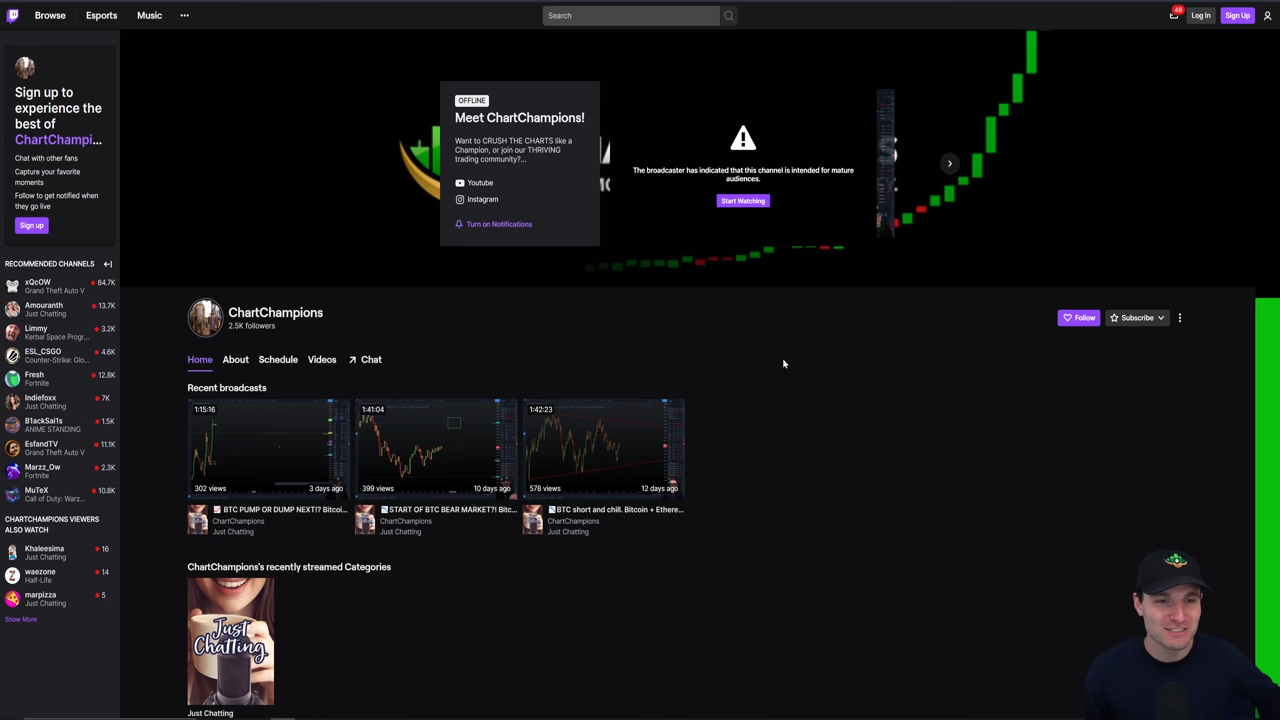 Browse
Esports
Music
Search
48
Log In
Sign Up
Sign up to
experience the
best of
ChartChampi...
Chat with other fans
Capture your favorite
moments
Follow to get notified when
they go live
Sign up
RECOMMENDED CHANNELS
xQcOW
84.7K
Grand Theft Auto V
Amouranth
13.7K
Just Chatting
Limmy
3.2K
Kerbal Space Progr...
ESL_CSGO
4.6K
Counter-Strike: Glo...
Fresh
12.8K
Fortnite
Indiefoxx
7K
Just Chatting
B1ackSai1s
1.5K
ANIME STANDING
EsfandTV
11.1K
Grand Theft Auto V
Marzz_Ow
2.3K
Fortnite
MuTeX
10.8K
Call of Duty: Warz...
CHARTCHAMPIONS VIEWERS
ALSO WATCH
Khaleesima
16
Just Chatting
waezone
14
Half-Life
marpizza
5
Just Chatting
Show More
OFFLINE
Meet ChartChampions!
Want to CRUSH THE CHARTS like a
Champion, or join our THRIVING
trading community?...
Youtube
Instagram
Turn on Notifications
The broadcaster has indicated that this channel is intended for mature
audiences.
Start Watching
ChartChampions
2.5K followers
Follow
Subscribe
Home
About
Schedule
Videos
Chat
Recent broadcasts
1:15:16
302 views
3 days ago
BTC PUMP OR DUMP NEXT!? Bitcoi...
ChartChampions
Just Chatting
1:41:04
399 views
10 days ago
START OF BTC BEAR MARKET?! Bitc...
ChartChampions
Just Chatting
1:42:23
578 views
12 days ago
BTC short and chill. Bitcoin + Ethere...
ChartChampions
Just Chatting
ChartChampions's recently streamed Categories
Just
Chatting
Just Chatting